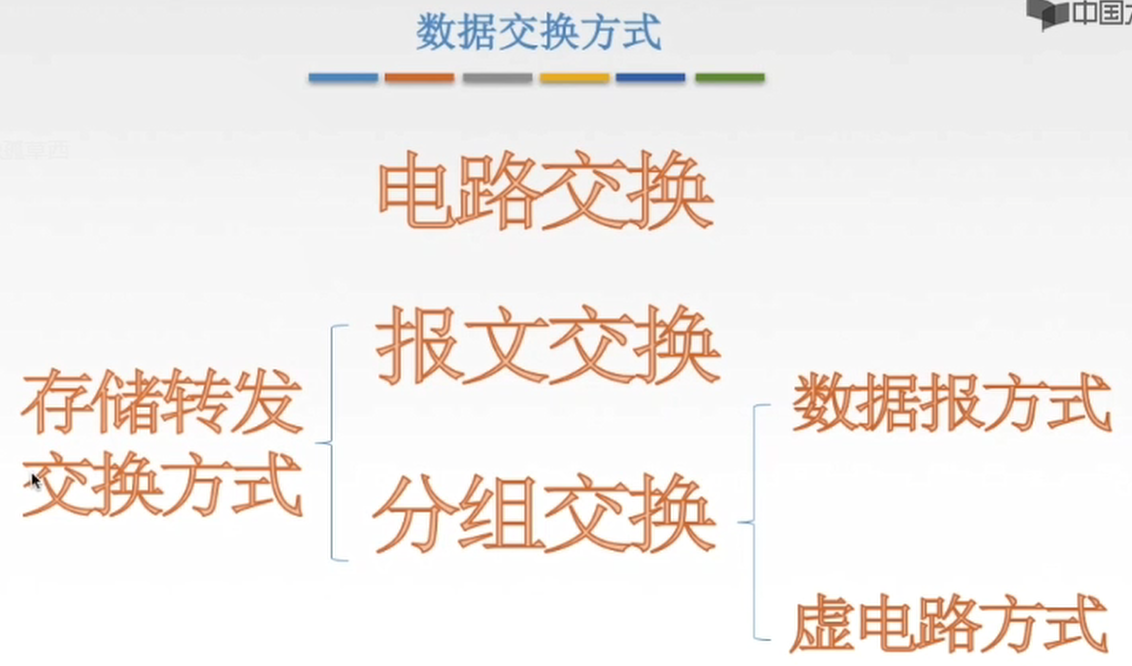 数据交换方式
中国
电路交换
报文交换
存储转发
交换方式
分组交换
数据报方式
虚电路方式